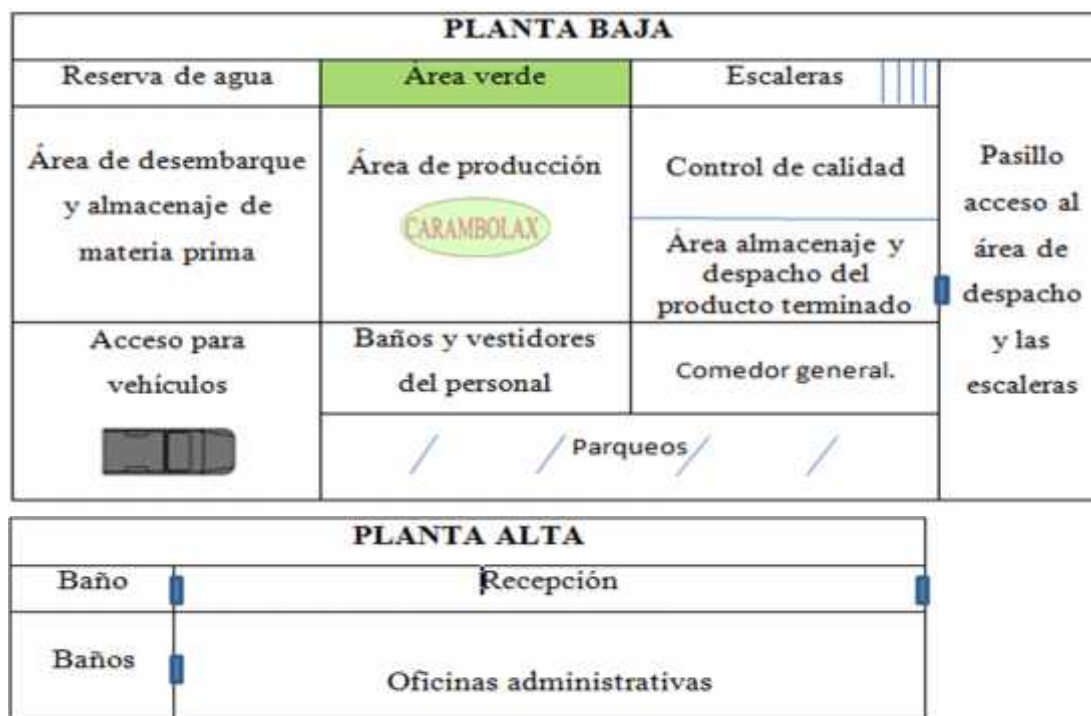 PLANTA BAJA
Reserva de agua
Área verde
Escaleras
Área de desembarque
y almacenaje de
materia prima
Área de producción
CARAMBOLAX
Control de calidad
Área almacenaje y
despacho del
producto terminado
Pasillo
acceso al
área de
despacho
y las
escaleras
Acceso para
vehículos
Baños y vestidores
del personal
Comedor general.
Parqueos
PLANTA ALTA
Baño
Recepción
Baños
Oficinas administrativas